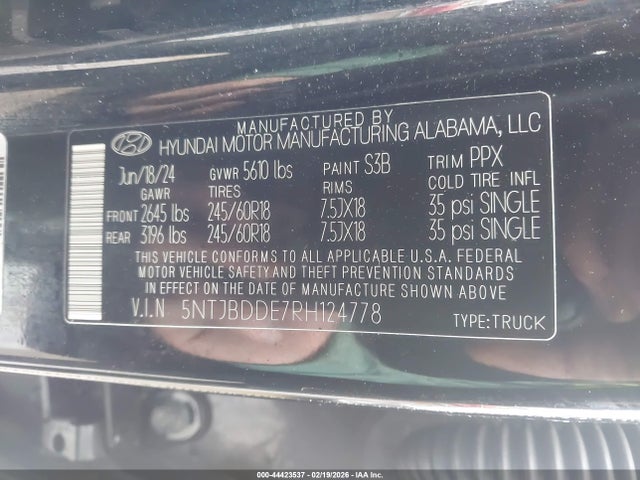 MANUFACTURED BY
HYUNDAI MOTOR MANUFACTURING ALABAMA, LLC
Jun/18/24 GVWR 5610 lbs PAINT S3B TRIM PPX
GAWR TIRES RIMS COLD TIRE INFL
FRONT 2645 lbs 245/60R18 7.5JX18 35 psi SINGLE
REAR 3196 lbs 245/60R18 7.5JX18 35 psi SINGLE
THIS VEHICLE CONFORMS TO ALL APPLICABLE U.S.A. FEDERAL
MOTOR VEHICLE SAFETY AND THEFT PREVENTION STANDARDS
IN EFFECT ON THE DATE OF MANUFACTURE SHOWN ABOVE
V.I.N 5NTJBDDE7RH124778 TYPE:TRUCK
000-44423537 - 02/19/2026 - IAA Inc.